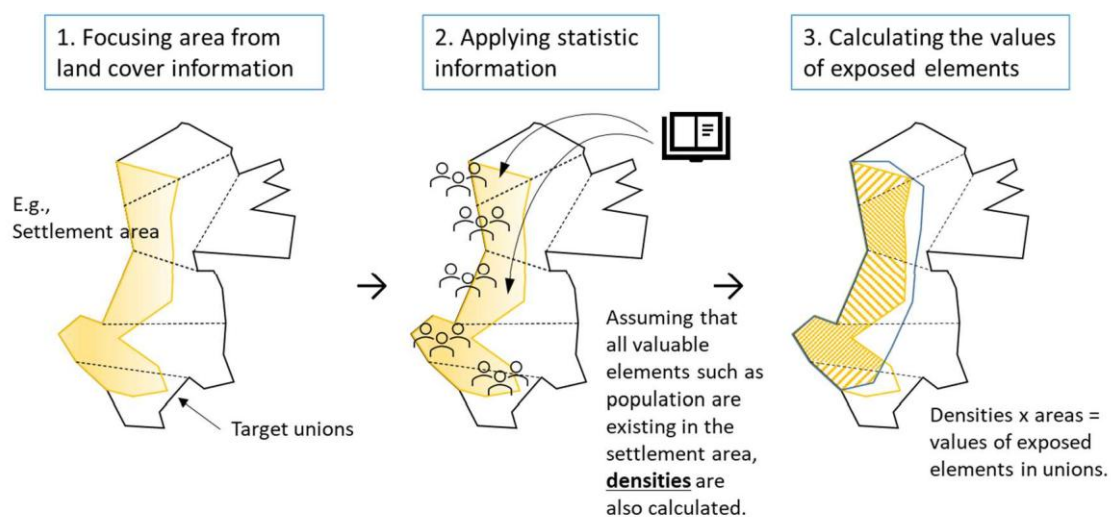 1. Focusing area from
land cover information
2. Applying statistic
information
3. Calculating the values
of exposed elements
E.g.,
Settlement area
Target unions
Assuming that
all valuable
elements such as
population are
existing in the
settlement area,
densities are
also calculated.
Densities x areas =
values of exposed
elements in unions.